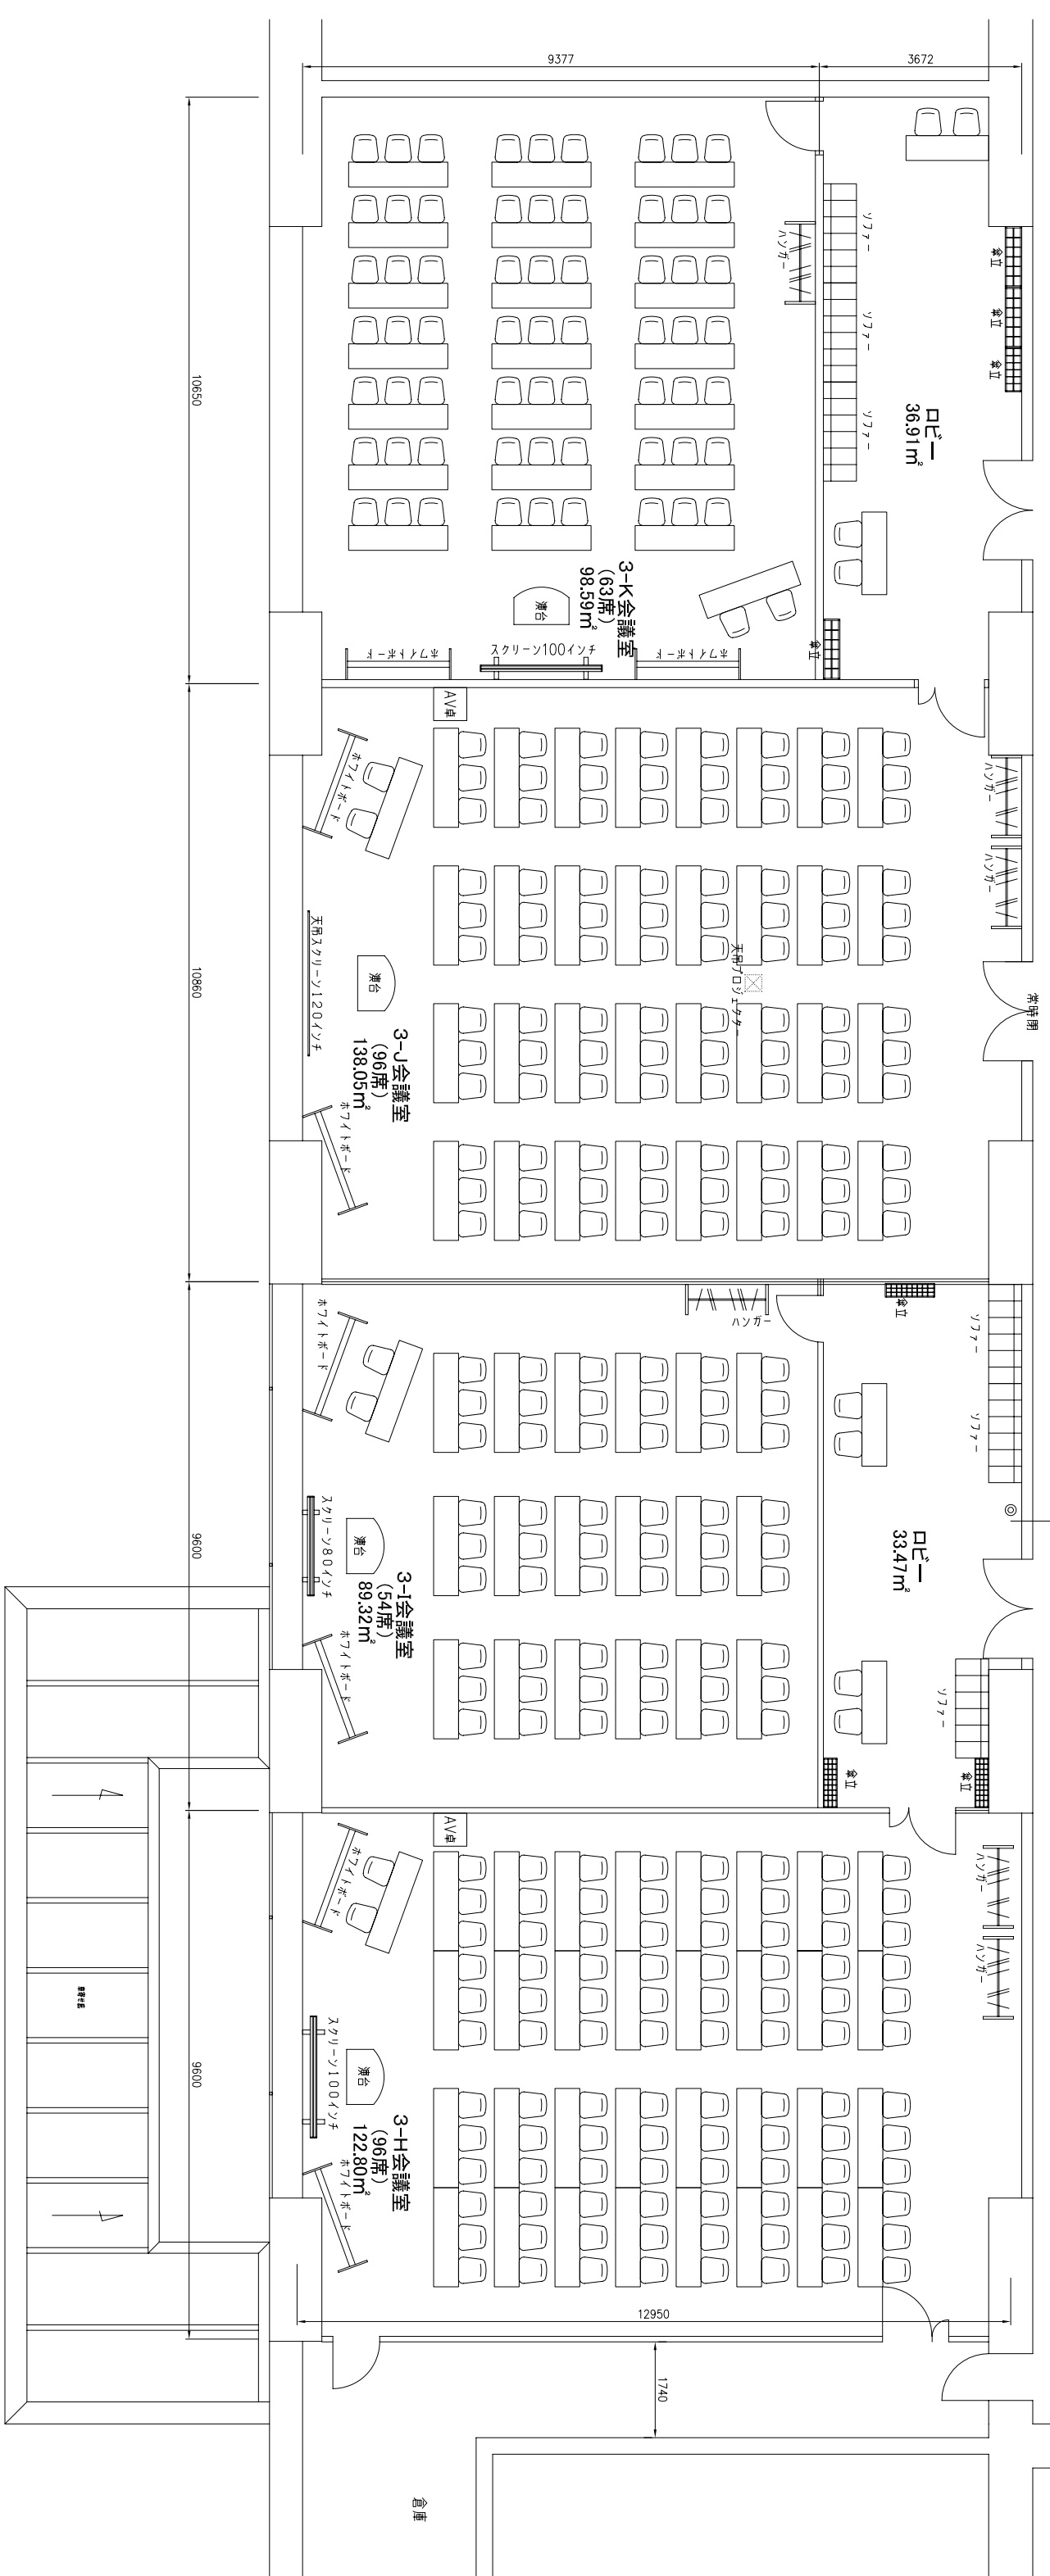 9377
3672
10650
ソファー
ソファー
ソファー
傘立
傘立
傘立
ハンガー
ロビー
36.91㎡
3-K会議室
(63席)
98.59㎡
演台
傘立
ホワイトボード
スクリーン100インチ
ホワイトボード
AV卓
ホワイトボード
ハンガー
ハンガー
10860
天吊スクリーン120インチ
演台
天吊プロジェクター
常時閉
3-J会議室
(96席)
138.05㎡
ホワイトボード
ハンガー
傘立
ソファー
ソファー
ホワイトボード
9600
スクリーン80インチ
演台
ロビー
33.47㎡
3-I会議室
(54席)
89.32㎡
ホワイトボード
ソファー
傘立
傘立
AV卓
ホワイトボード
ハンガー
ハンガー
9600
スクリーン100インチ
演台
3-H会議室
(96席)
122.80㎡
ホワイトボード
12950
1740
倉庫